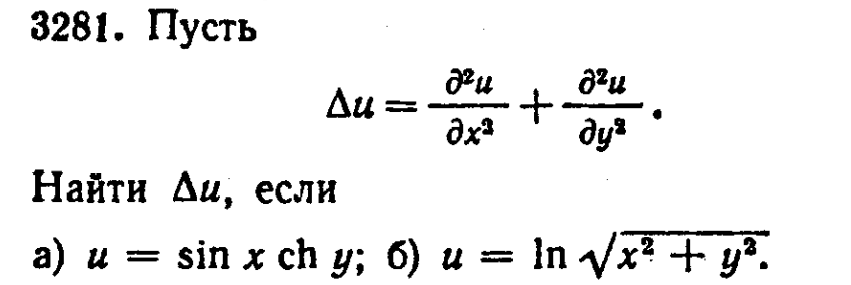 3281. Пусть
Δu = ∂²u/∂x² + ∂²u/∂y².
Найти Δu, если
а) u = sin x ch y; б) u = ln √(x² + y²).